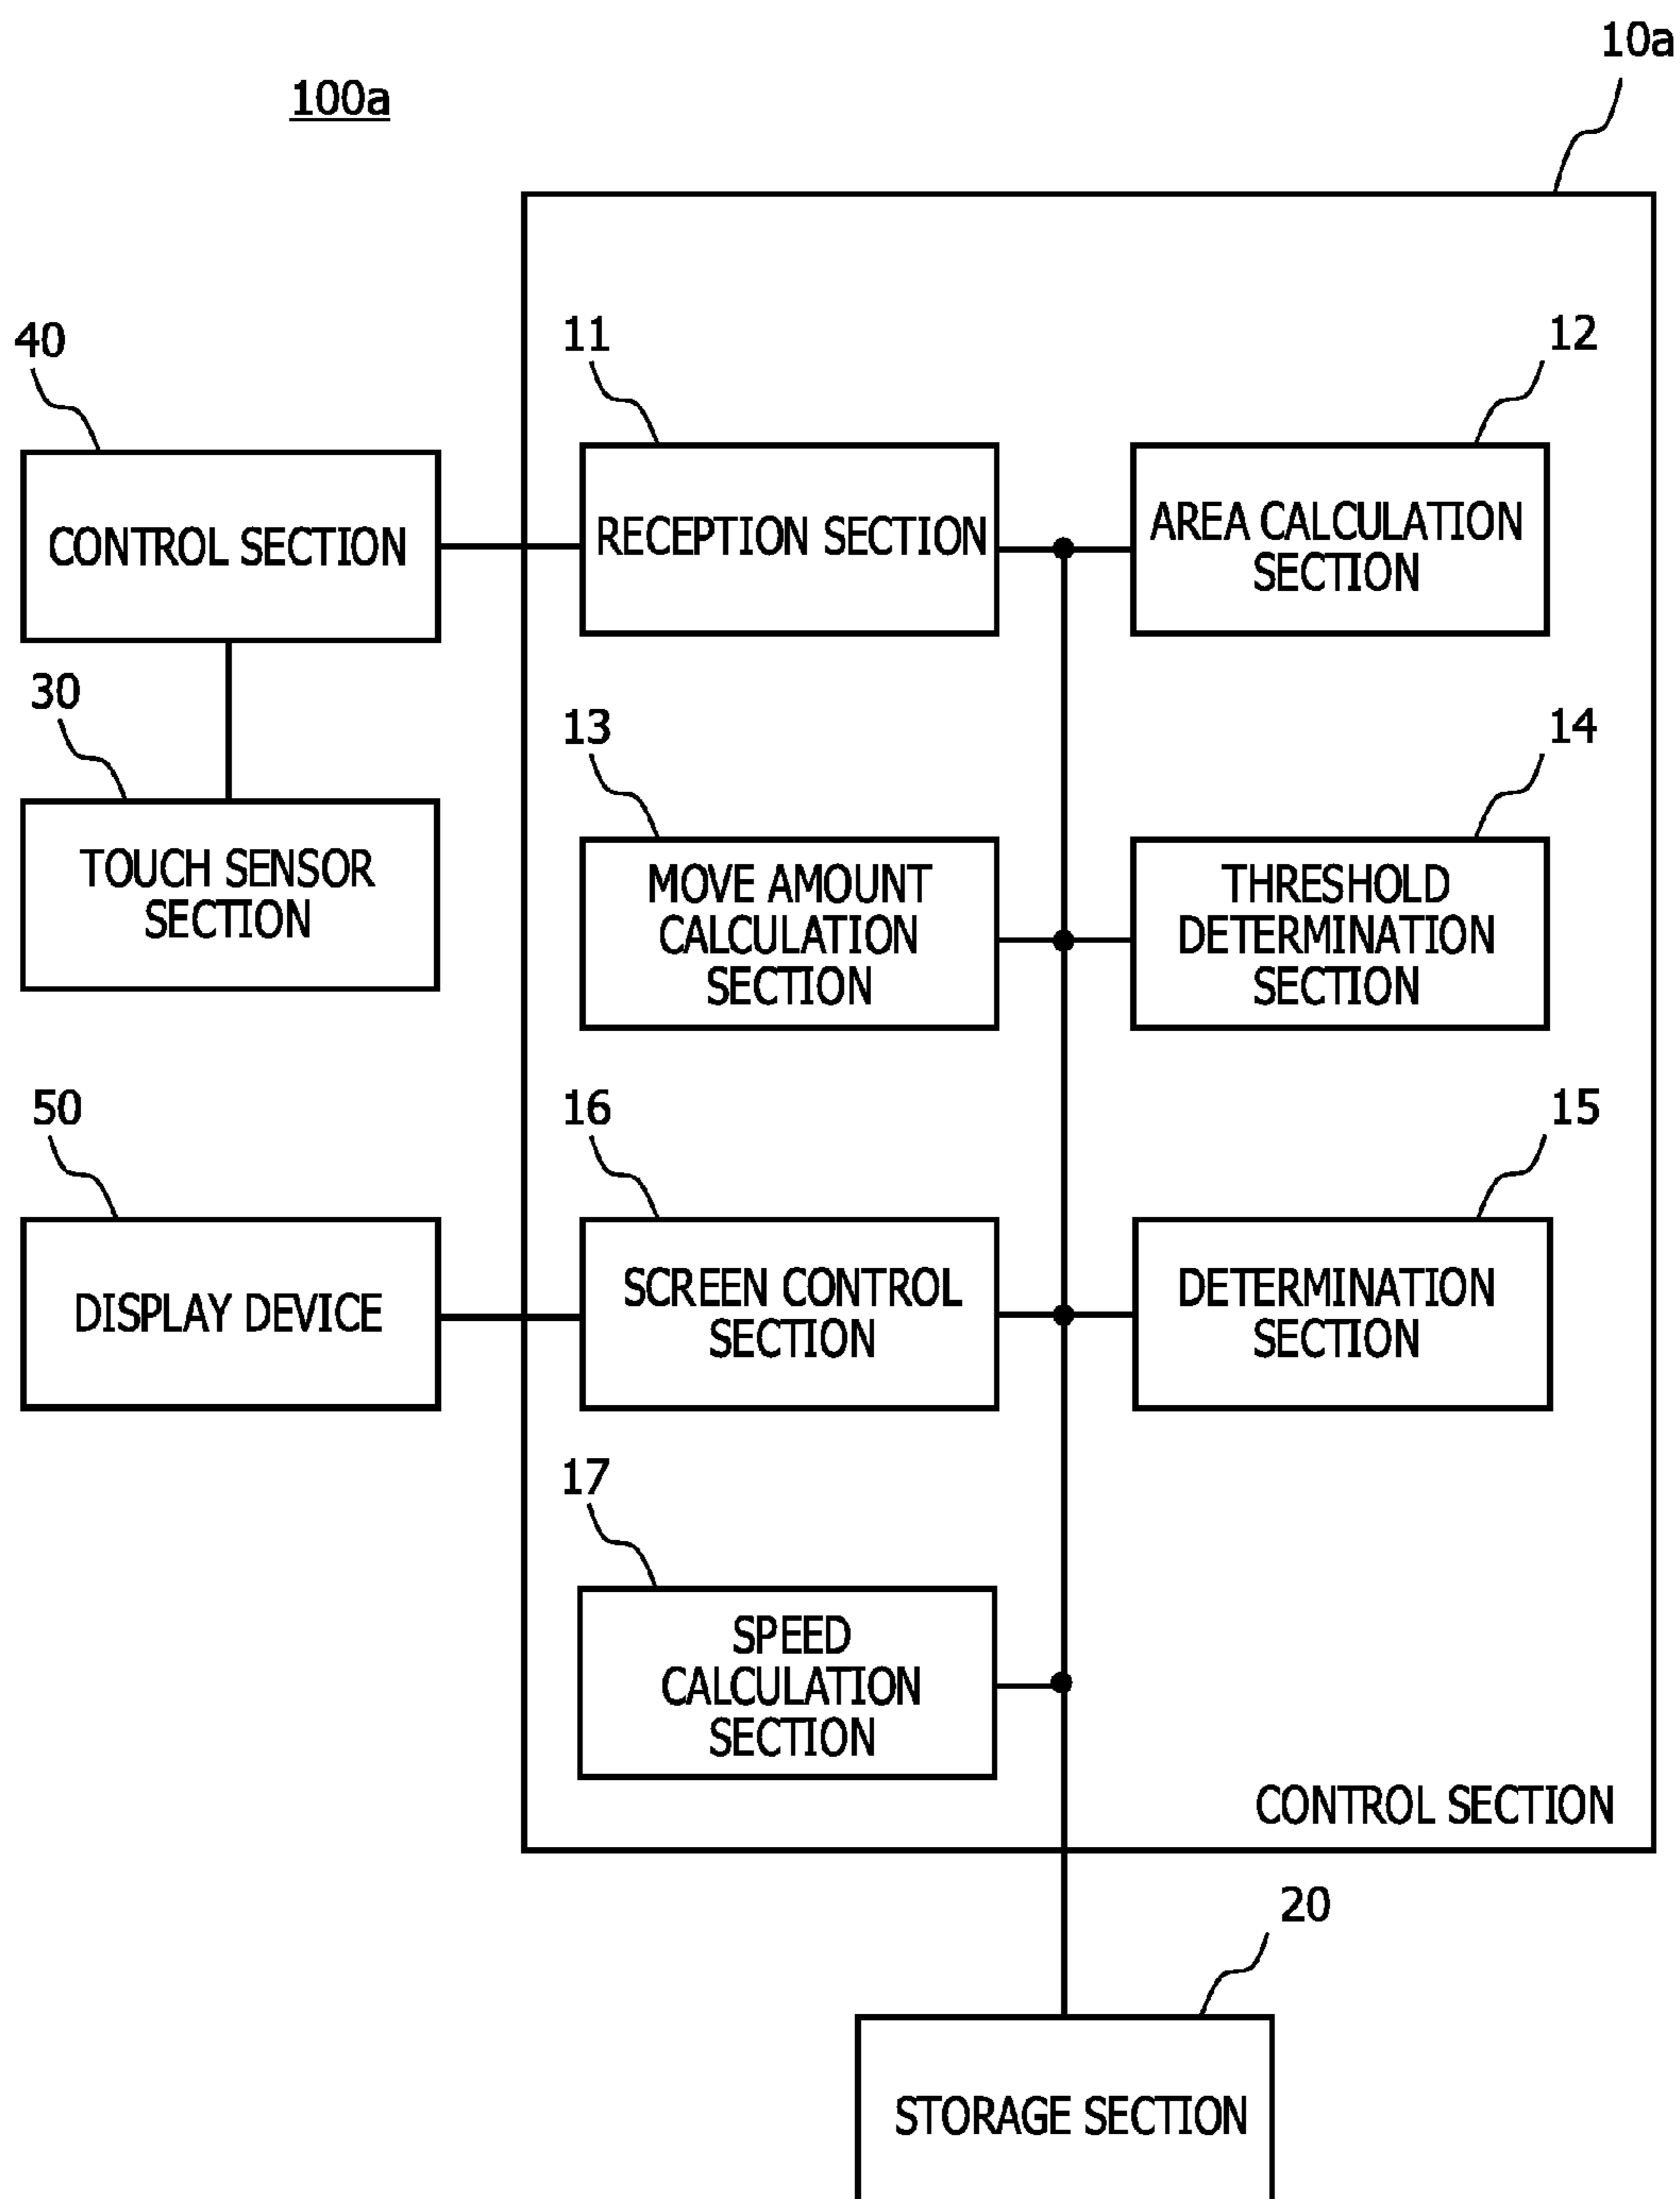 10a
100a
40
11
12
CONTROL SECTION
RECEPTION SECTION
AREA CALCULATION
SECTION
30
13
14
TOUCH SENSOR
SECTION
MOVE AMOUNT
CALCULATION
SECTION
THRESHOLD
DETERMINATION
SECTION
50
16
15
DISPLAY DEVICE
SCREEN CONTROL
SECTION
DETERMINATION
SECTION
17
SPEED
CALCULATION
SECTION
CONTROL SECTION
20
STORAGE SECTION